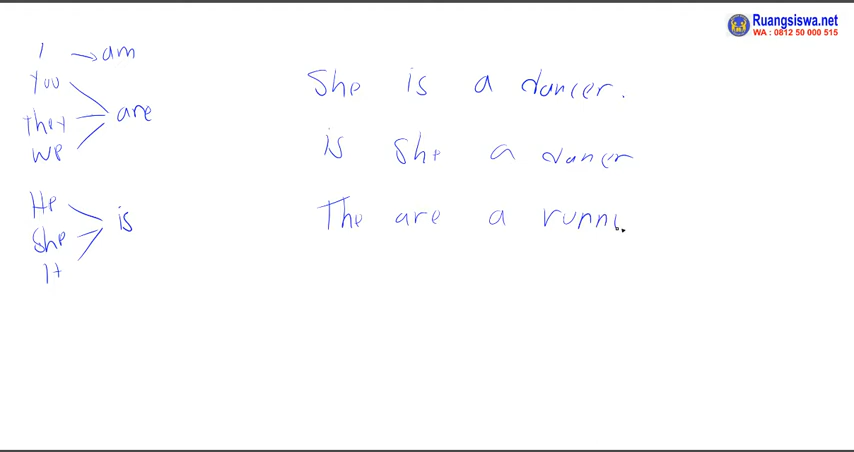 Ruangsiswa.net
WA : 0812 50 000 515
I → am
You
They
We
are
He
She
It
is
She is a dancer.
is She a dancer
The are a runn